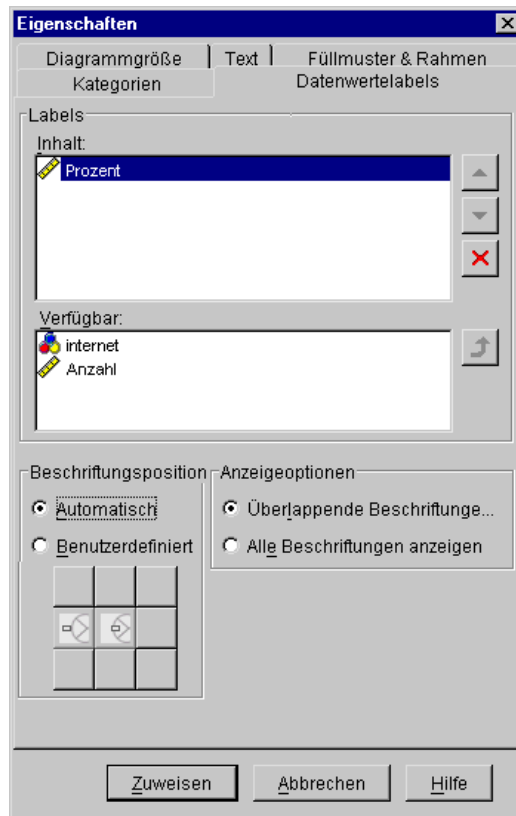 Eigenschaften
Diagrammgröße Text Füllmuster & Rahmen
Kategorien Datenwertelabels
Labels
Inhalt:
Prozent
Verfügbar:
internet
Anzahl
Beschriftungsposition
Automatisch
Benutzerdefiniert
Anzeigeoptionen
Überlappende Beschriftunge...
Alle Beschriftungen anzeigen
Zuweisen Abbrechen Hilfe